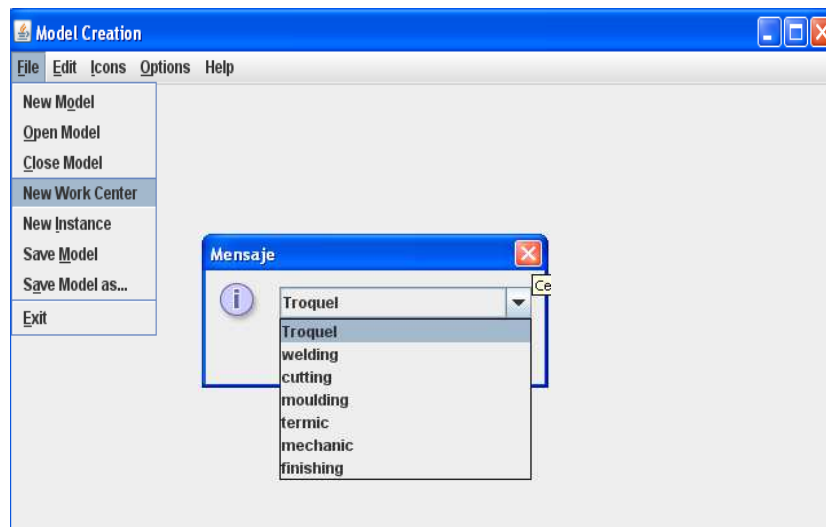 Model Creation
File Edit Icons Options Help
New Model
Open Model
Close Model
New Work Center
New Instance
Save Model
Save Model as...
Exit
Mensaje
Ce
Troquel
Troquel
welding
cutting
moulding
termic
mechanic
finishing